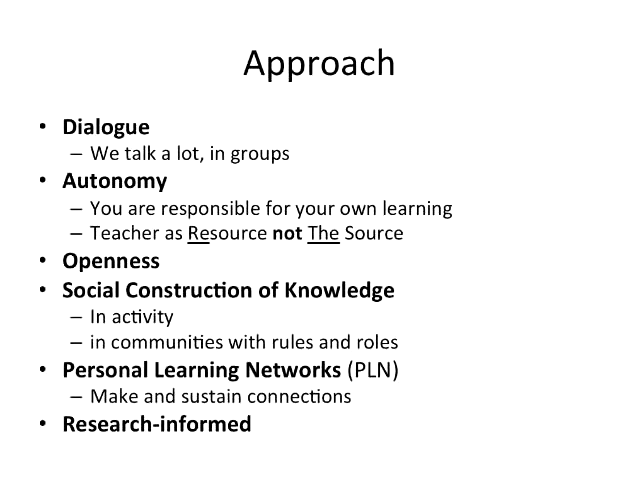 Approach
• Dialogue
– We talk a lot, in groups
• Autonomy
– You are responsible for your own learning
– Teacher as Resource not The Source
• Openness
• Social Construction of Knowledge
– In activity
– in communities with rules and roles
• Personal Learning Networks (PLN)
– Make and sustain connections
• Research-informed